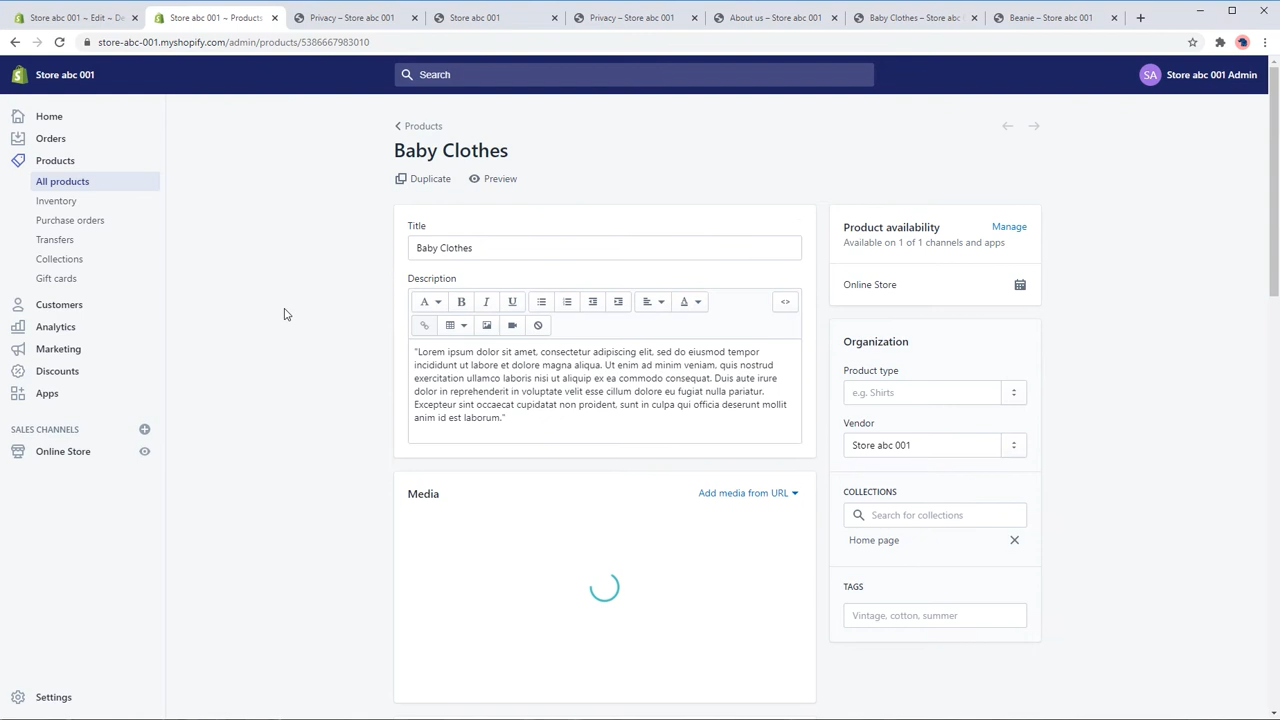 Store abc 001 ~ Edit ~ De
Store abc 001 ~ Products
Privacy – Store abc 001
Store abc 001
Privacy – Store abc 001
About us – Store abc 001
Baby Clothes – Store abc
Beanie – Store abc 001
store-abc-001.myshopify.com/admin/products/5386667983010
Store abc 001
Search
SA
Store abc 001 Admin
Home
Orders
Products
All products
Inventory
Purchase orders
Transfers
Collections
Gift cards
Customers
Analytics
Marketing
Discounts
Apps
SALES CHANNELS
Online Store
Settings
Products
Baby Clothes
Duplicate
Preview
Title
Baby Clothes
Description
A
B
I
U
A
<>
"Lorem ipsum dolor sit amet, consectetur adipiscing elit, sed do eiusmod tempor
incididunt ut labore et dolore magna aliqua. Ut enim ad minim veniam, quis nostrud
exercitation ullamco laboris nisi ut aliquip ex ea commodo consequat. Duis aute irure
dolor in reprehenderit in voluptate velit esse cillum dolore eu fugiat nulla pariatur.
Excepteur sint occaecat cupidatat non proident, sunt in culpa qui officia deserunt mollit
anim id est laborum."
Media
Add media from URL
Product availability
Manage
Available on 1 of 1 channels and apps
Online Store
Organization
Product type
e.g. Shirts
Vendor
Store abc 001
COLLECTIONS
Search for collections
Home page
TAGS
Vintage, cotton, summer